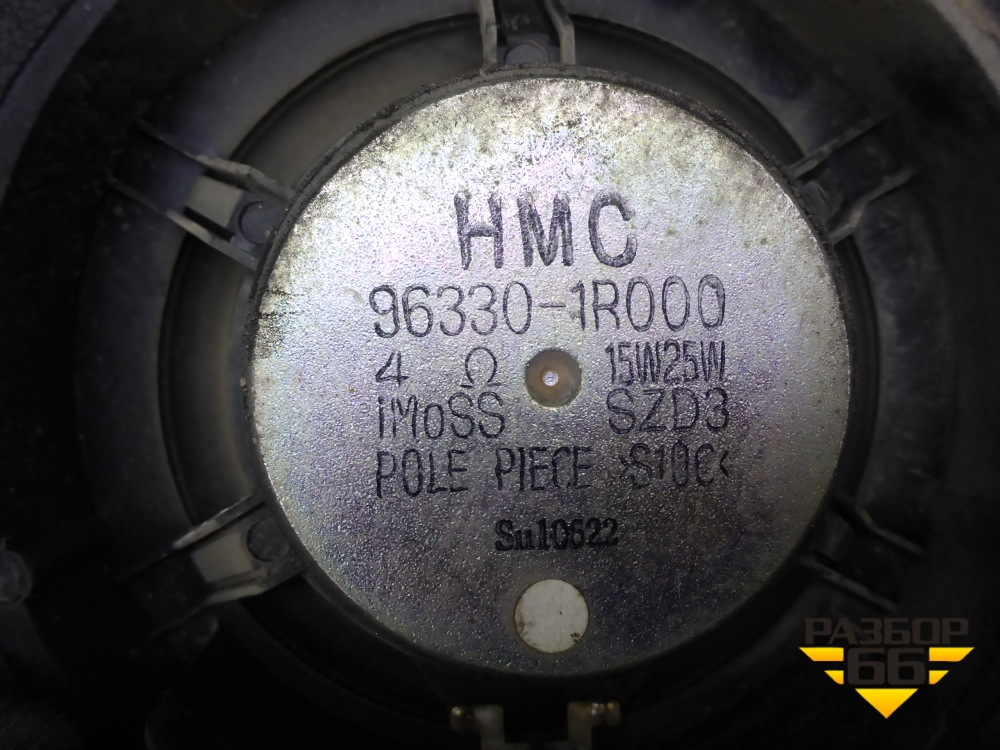 HMC
96330-1R000
4 Ω 15W25W
iMoSS SZD3
POLE PIECE >S10C<
Su10622
РАЗБОР
66